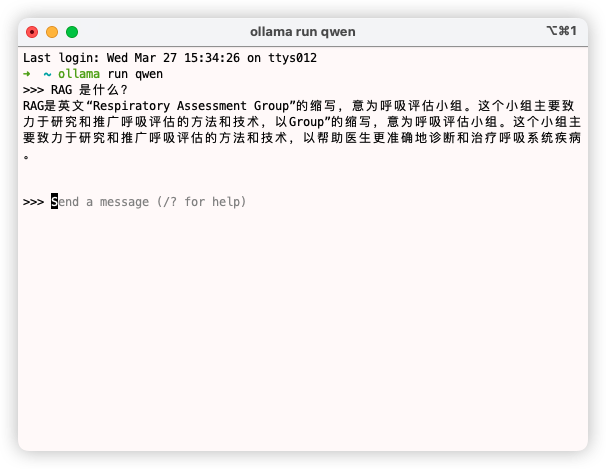 ollama run qwen
⌥⌘1
Last login: Wed Mar 27 15:34:26 on ttys012
➜  ~ ollama run qwen
>>> RAG 是什么?
RAG是英文“Respiratory Assessment Group”的缩写，意为呼吸评估小组。这个小组主要致
力于研究和推广呼吸评估的方法和技术，以Group”的缩写，意为呼吸评估小组。这个小组主
要致力于研究和推广呼吸评估的方法和技术，以帮助医生更准确地诊断和治疗呼吸系统疾病
。
>>> Send a message (/? for help)